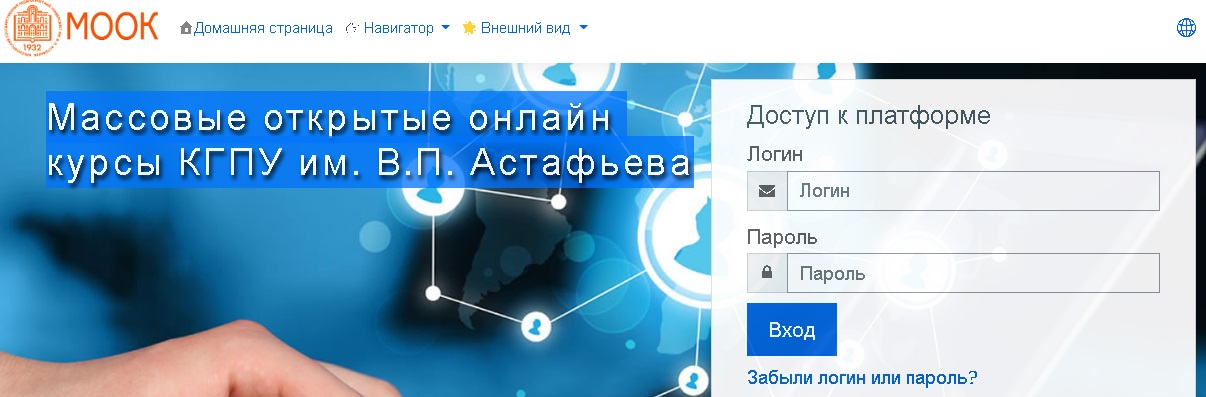 МООК
1932
Домашняя страница
Навигатор
Внешний вид
Массовые открытые онлайн
курсы КГПУ им. В.П. Астафьева
Доступ к платформе
Логин
Логин
Пароль
Пароль
Вход
Забыли логин или пароль?